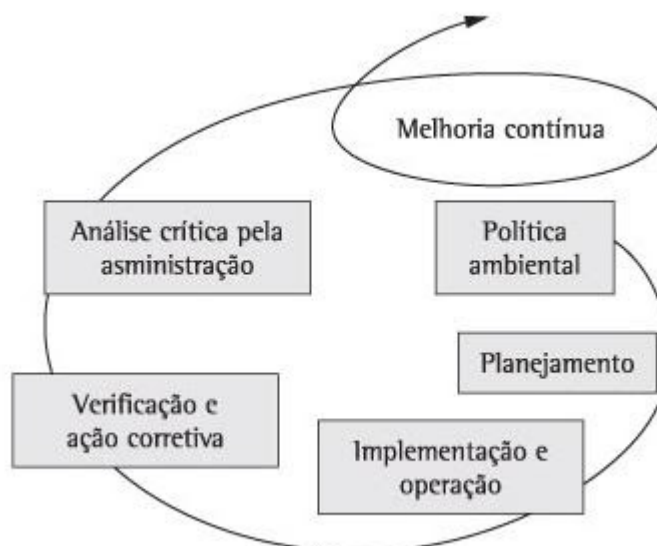 Melhoria contínua
Análise crítica pela
asministração
Política
ambiental
Planejamento
Verificação e
ação corretiva
Implementação e
operação